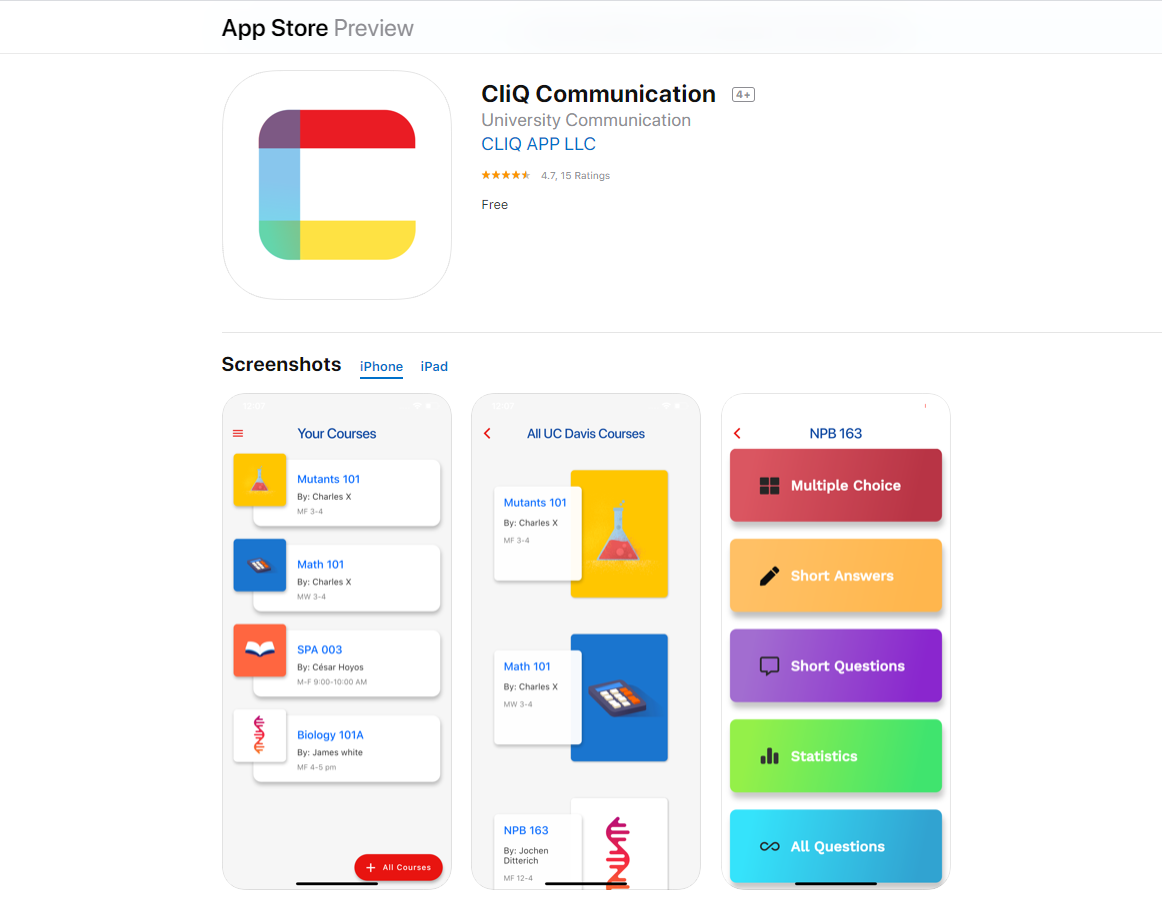 App Store Preview
CliQ Communication 4+
University Communication
CLIQ APP LLC
4.7, 15 Ratings
Free
Screenshots iPhone iPad
12:07
Your Courses
Mutants 101
By: Charles X
MF 3-4
Math 101
By: Charles X
MW 3-4
SPA 003
By: César Hoyos
M-F 9:00-10:00 AM
Biology 101A
By: James white
MF 4-5 pm
+ All Courses
12:07
All UC Davis Courses
Mutants 101
By: Charles X
MF 3-4
Math 101
By: Charles X
MW 3-4
NPB 163
By: Jochen
Ditterich
MF 12-4
NPB 163
Multiple Choice
Short Answers
Short Questions
Statistics
All Questions